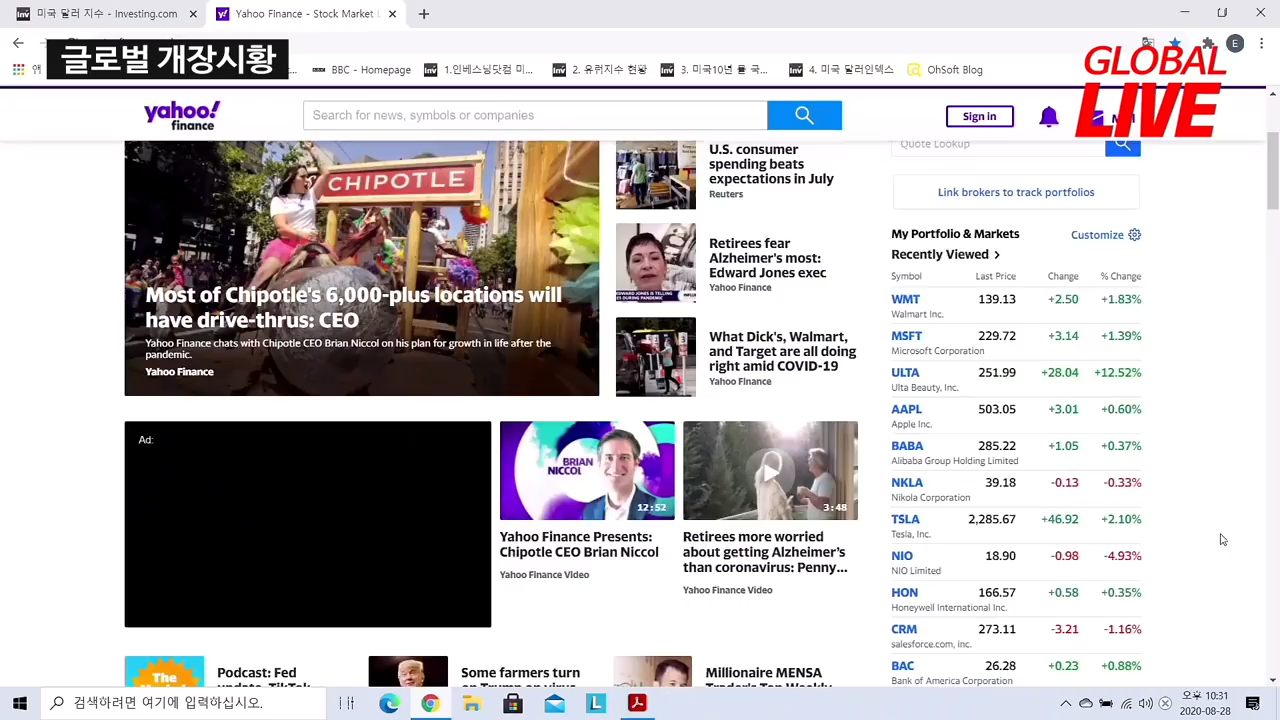 미국 달러 지수 - Investing.com
Yahoo Finance - Stock Market L
글로벌 개장시황
BBC - Homepage
1.인베스팅닷컴 미...
2. 유럽지수 현황
3. 미국10년 물 국...
4. 미국 달러인덱스
OhSoft Blog
E
GLOBAL
LIVE
yahoo!
finance
Search for news, symbols or companies
Sign in
U.S. consumer
spending beats
expectations in July
Reuters
Retirees fear
Alzheimer's most:
Edward Jones exec
Yahoo Finance
What Dick's, Walmart,
and Target are all doing
right amid COVID-19
Yahoo Finance
CHIPOTLE
Most of Chipotle's 6,000-plus locations will
have drive-thrus: CEO
Yahoo Finance chats with Chipotle CEO Brian Niccol on his plan for growth in life after the
pandemic.
Yahoo Finance
Ad:
BRIAN
NICCOL
12:52
Yahoo Finance Presents:
Chipotle CEO Brian Niccol
Yahoo Finance Video
3:48
Retirees more worried
about getting Alzheimer's
than coronavirus: Penny...
Yahoo Finance Video
The
Podcast: Fed
update, TikTok
Some farmers turn
on Trump on virus
Millionaire MENSA
Trader's Top Weekly
Quote Lookup
Link brokers to track portfolios
My Portfolio & Markets
Customize
Recently Viewed >
Symbol Last Price Change % Change
WMT 139.13 +2.50 +1.83%
Walmart Inc.
MSFT 229.72 +3.14 +1.39%
Microsoft Corporation
ULTA 251.99 +28.04 +12.52%
Ulta Beauty, Inc.
AAPL 503.05 +3.01 +0.60%
Apple Inc.
BABA 285.22 +1.05 +0.37%
Alibaba Group Holding Limited
NKLA 39.18 -0.13 -0.33%
Nikola Corporation
TSLA 2,285.67 +46.92 +2.10%
Tesla, Inc.
NIO 18.90 -0.98 -4.93%
NIO Limited
HON 166.57 +0.58 +0.35%
Honeywell International Inc.
CRM 273.11 -3.21 -1.16%
salesforce.com, inc.
BAC 26.28 +0.23 +0.88%
Bank of America Corporation
검색하려면 여기에 입력하십시오.
오후 10:31
2020-08-28